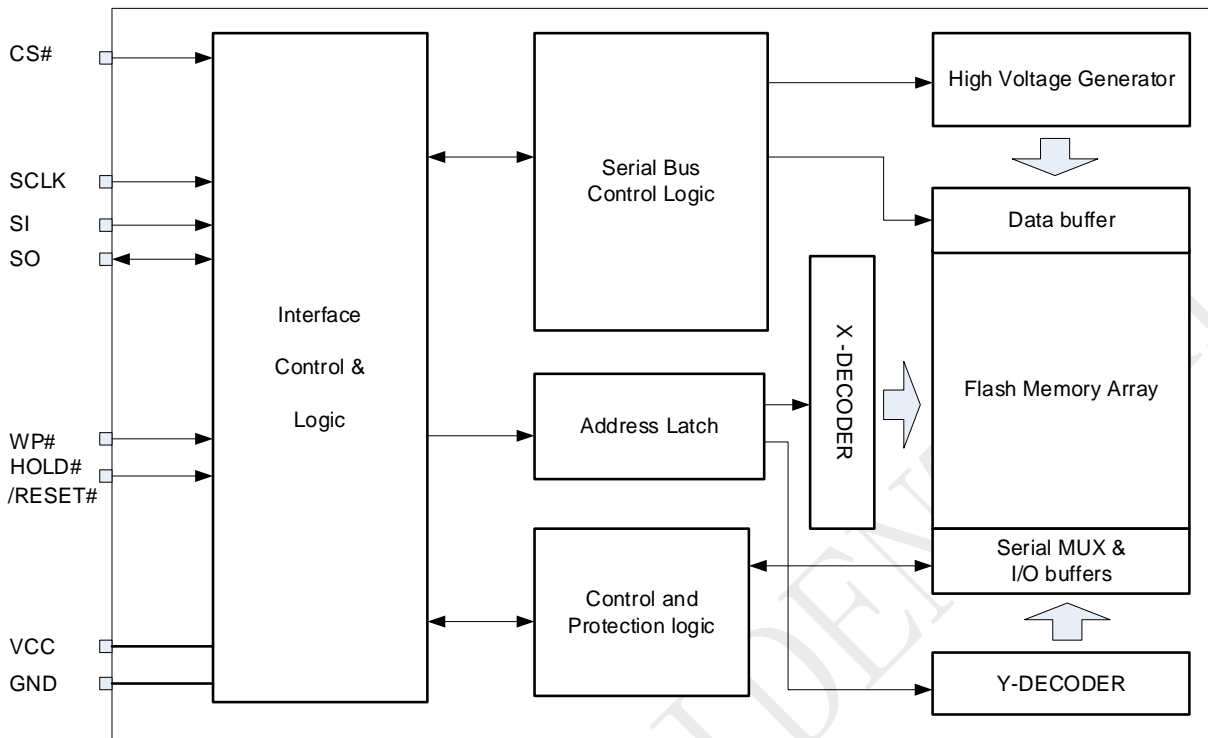 CS#
SCLK
SI
SO
WP#
HOLD#
/RESET#
VCC
GND
Interface
Control &
Logic
Serial Bus
Control Logic
Address Latch
Control and
Protection logic
X -DECODER
High Voltage Generator
Data buffer
Flash Memory Array
Serial MUX &
I/O buffers
Y-DECODER